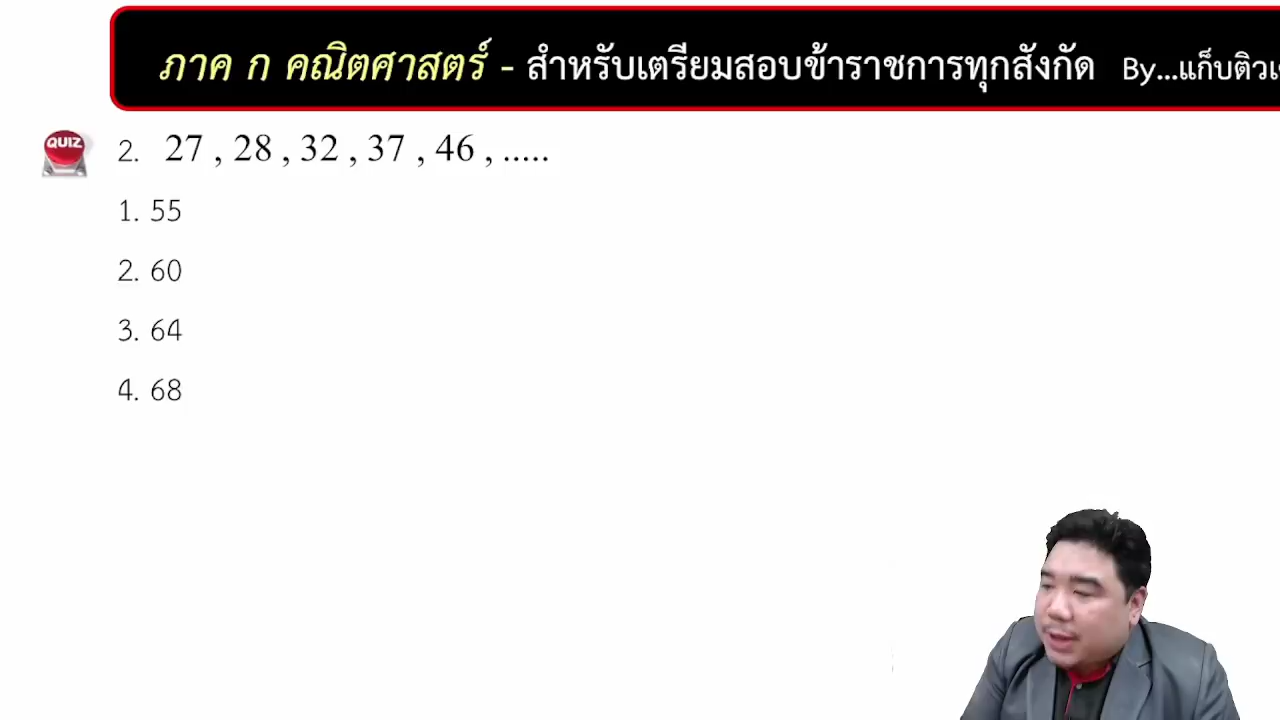 ภาค ก คณิตศาสตร์ - สำหรับเตรียมสอบข้าราชการทุกสังกัด By...แก็บติวเ
QUIZ
2. 27 , 28 , 32 , 37 , 46 , .....
1. 55
2. 60
3. 64
4. 68